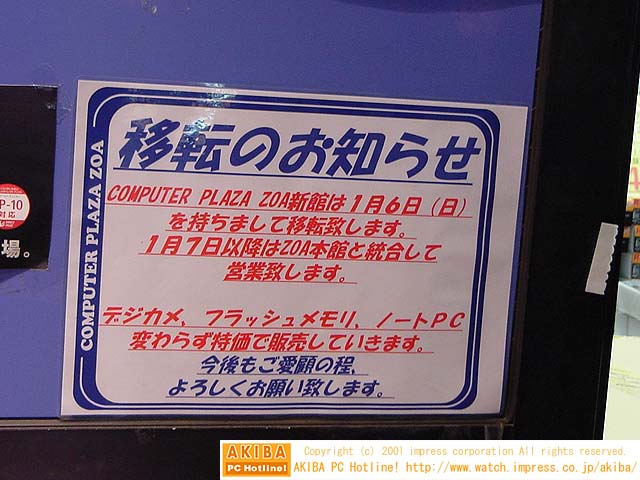 移転のお知らせ
COMPUTER PLAZA ZOA新館は1月6日(日)
を持ちまして移転致します。
1月7日以降はZOA本館と統合して
営業致します。
デジカメ、フラッシュメモリ、ノートPC
変わらず特価で販売していきます。
今後もご愛顧の程、
よろしくお願い致します。
COMPUTER PLAZA ZOA
P-10
対応
場。
AKIBA
PC Hotline!
Copyright (c) 2001 impress corporation All rights reserved.
AKIBA PC Hotline! http://www.watch.impress.co.jp/akiba/